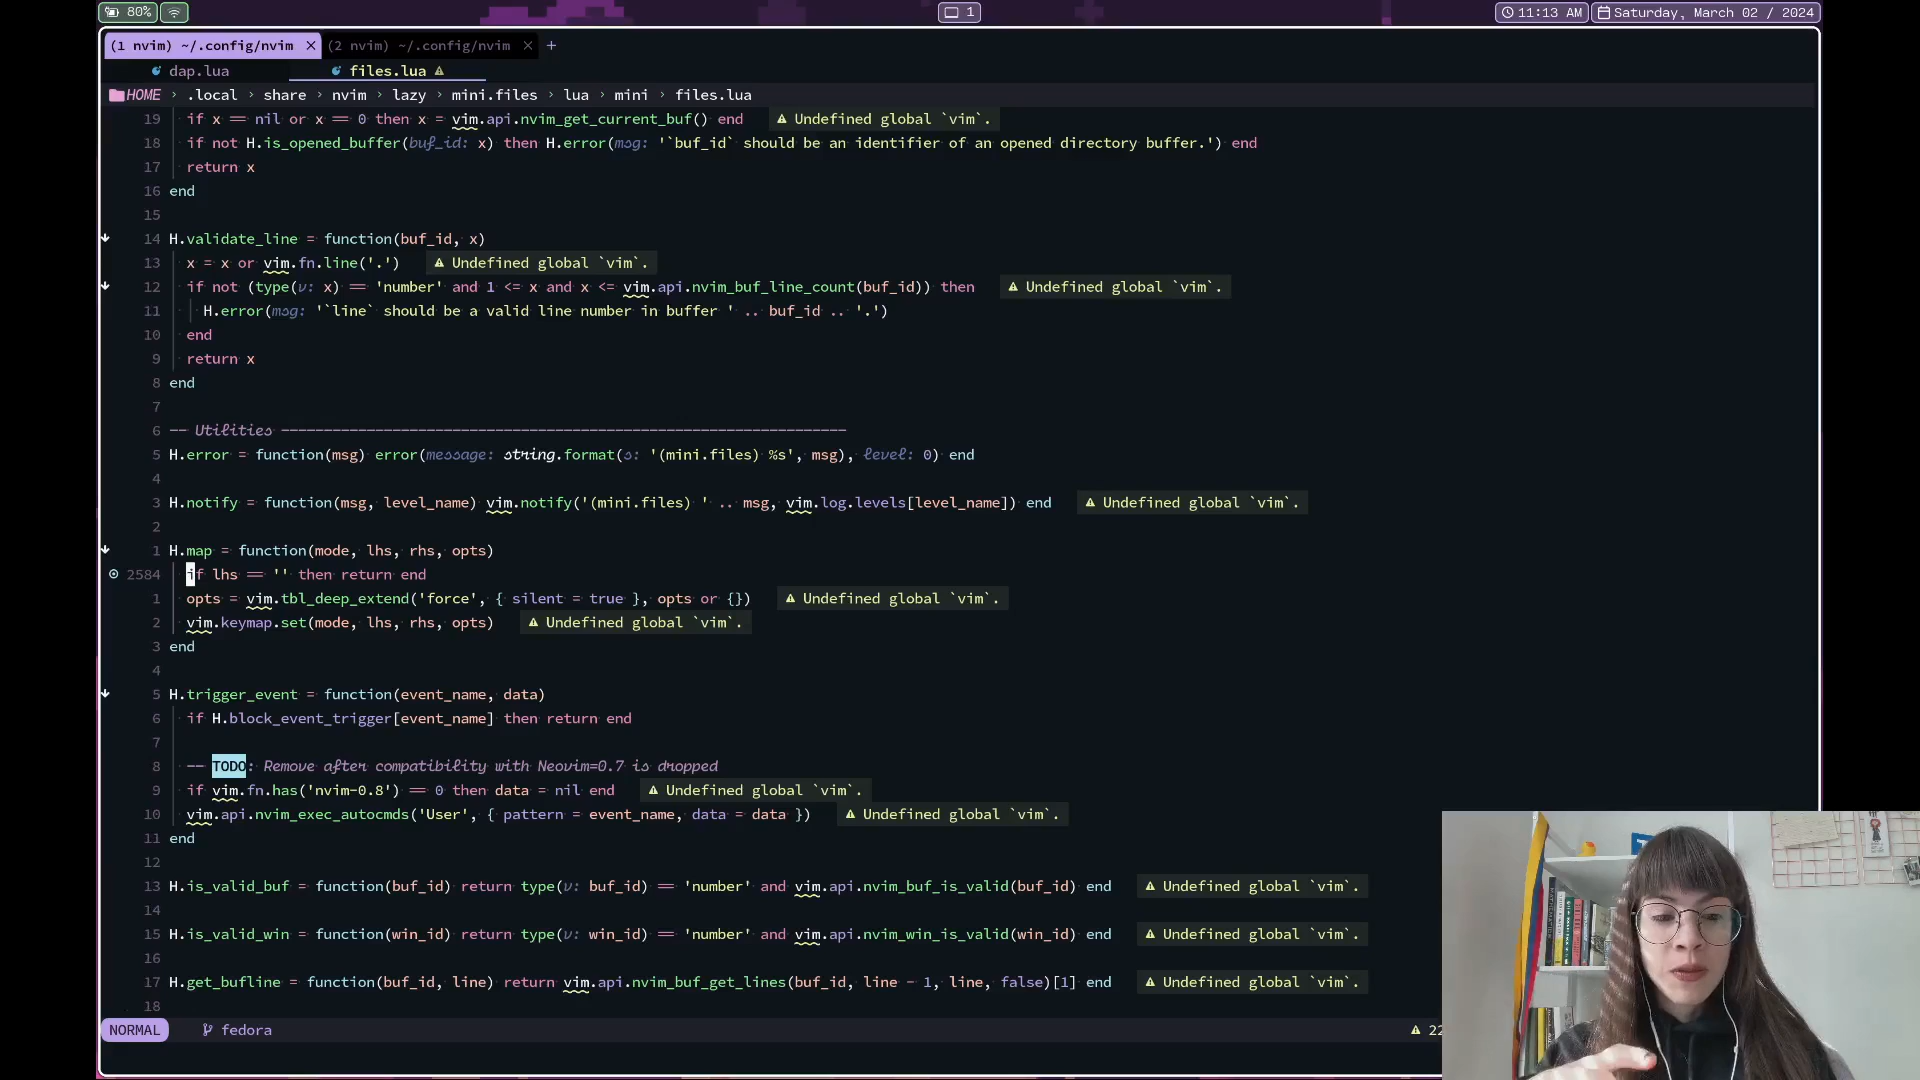 80%
1
11:13 AM
Saturday, March 02 / 2024
(1 nvim) ~/.config/nvim ×
(2 nvim) ~/.config/nvim × +
dap.lua
files.lua
HOME > .local > share > nvim > lazy > mini.files > lua > mini > files.lua
19 if x == nil or x == 0 then x = vim.api.nvim_get_current_buf() end Undefined global `vim`.
18 if not H.is_opened_buffer(buf_id: x) then H.error(msg: '`buf_id` should be an identifier of an opened directory buffer.') end
17 return x
16 end
15
14 H.validate_line = function(buf_id, x)
13 x = x or vim.fn.line('.') Undefined global `vim`.
12 if not (type(v: x) == 'number' and 1 <= x and x <= vim.api.nvim_buf_line_count(buf_id)) then Undefined global `vim`.
11 H.error(msg: '`line` should be a valid line number in buffer ' .. buf_id .. '.')
10 end
9 return x
8 end
7
6 -- Utilities ------------------------------------------------------------------
5 H.error = function(msg) error(message: string.format(s: '(mini.files) %s', msg), level: 0) end
4
3 H.notify = function(msg, level_name) vim.notify('(mini.files) ' .. msg, vim.log.levels[level_name]) end Undefined global `vim`.
2
1 H.map = function(mode, lhs, rhs, opts)
2584 if lhs == '' then return end
1 opts = vim.tbl_deep_extend('force', { silent = true }, opts or {}) Undefined global `vim`.
2 vim.keymap.set(mode, lhs, rhs, opts) Undefined global `vim`.
3 end
4
5 H.trigger_event = function(event_name, data)
6 if H.block_event_trigger[event_name] then return end
7
8 -- TODO: Remove after compatibility with Neovim=0.7 is dropped
9 if vim.fn.has('nvim-0.8') == 0 then data = nil end Undefined global `vim`.
10 vim.api.nvim_exec_autocmds('User', { pattern = event_name, data = data }) Undefined global `vim`.
11 end
12
13 H.is_valid_buf = function(buf_id) return type(v: buf_id) == 'number' and vim.api.nvim_buf_is_valid(buf_id) end Undefined global `vim`.
14
15 H.is_valid_win = function(win_id) return type(v: win_id) == 'number' and vim.api.nvim_win_is_valid(win_id) end Undefined global `vim`.
16
17 H.get_bufline = function(buf_id, line) return vim.api.nvim_buf_get_lines(buf_id, line - 1, line, false)[1] end Undefined global `vim`.
18
NORMAL fedora 22